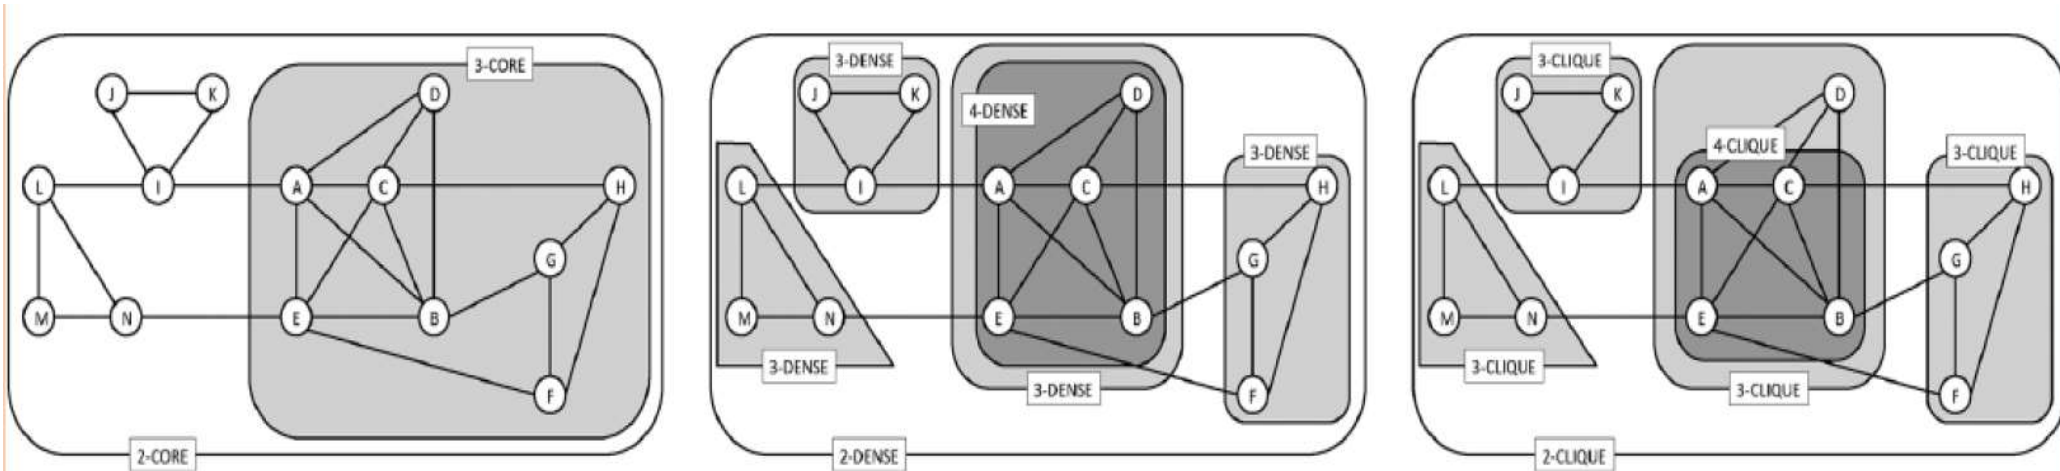 3-CORE
J K D
L I A C H
G
M N E B
F
2-CORE
3-DENSE
J K D
4-DENSE
3-DENSE
L I A C H
G
M N E B
3-DENSE
3-DENSE
F
2-DENSE
3-CLIQUE
J K D
4-CLIQUE
3-CLIQUE
L I A C H
G
M N E B
3-CLIQUE
3-CLIQUE
F
2-CLIQUE